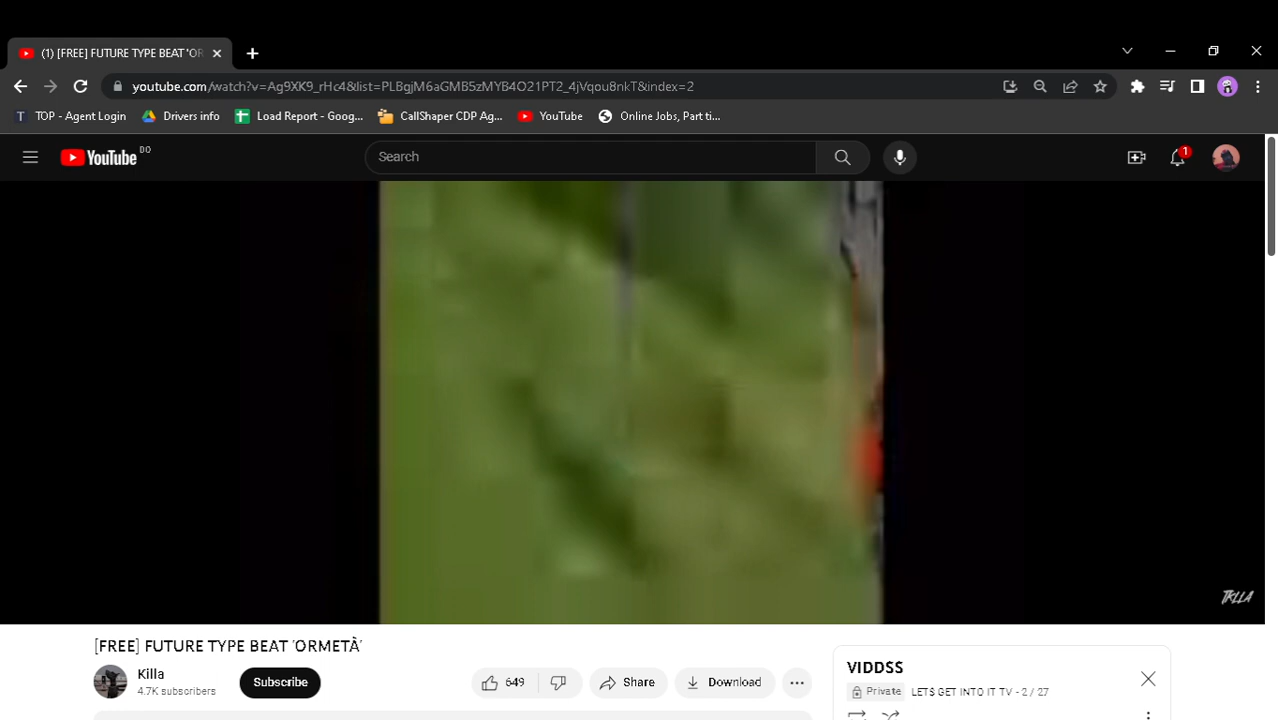 (1) [FREE] FUTURE TYPE BEAT 'OR
youtube.com/watch?v=Ag9XK9_rHc4&list=PLBgjM6aGMB5zMYB4O21PT2_4jVqou8nkT&index=2
TOP - Agent Login
Drivers info
Load Report - Goog...
CallShaper CDP Ag...
YouTube
Online Jobs, Part ti...
YouTube DO
Search
1
TKLLA
[FREE] FUTURE TYPE BEAT 'ORMETÀ'
Killa
4.7K subscribers
Subscribe
649
Share
Download
VIDDSS
Private
LETS GET INTO IT TV - 2 / 27